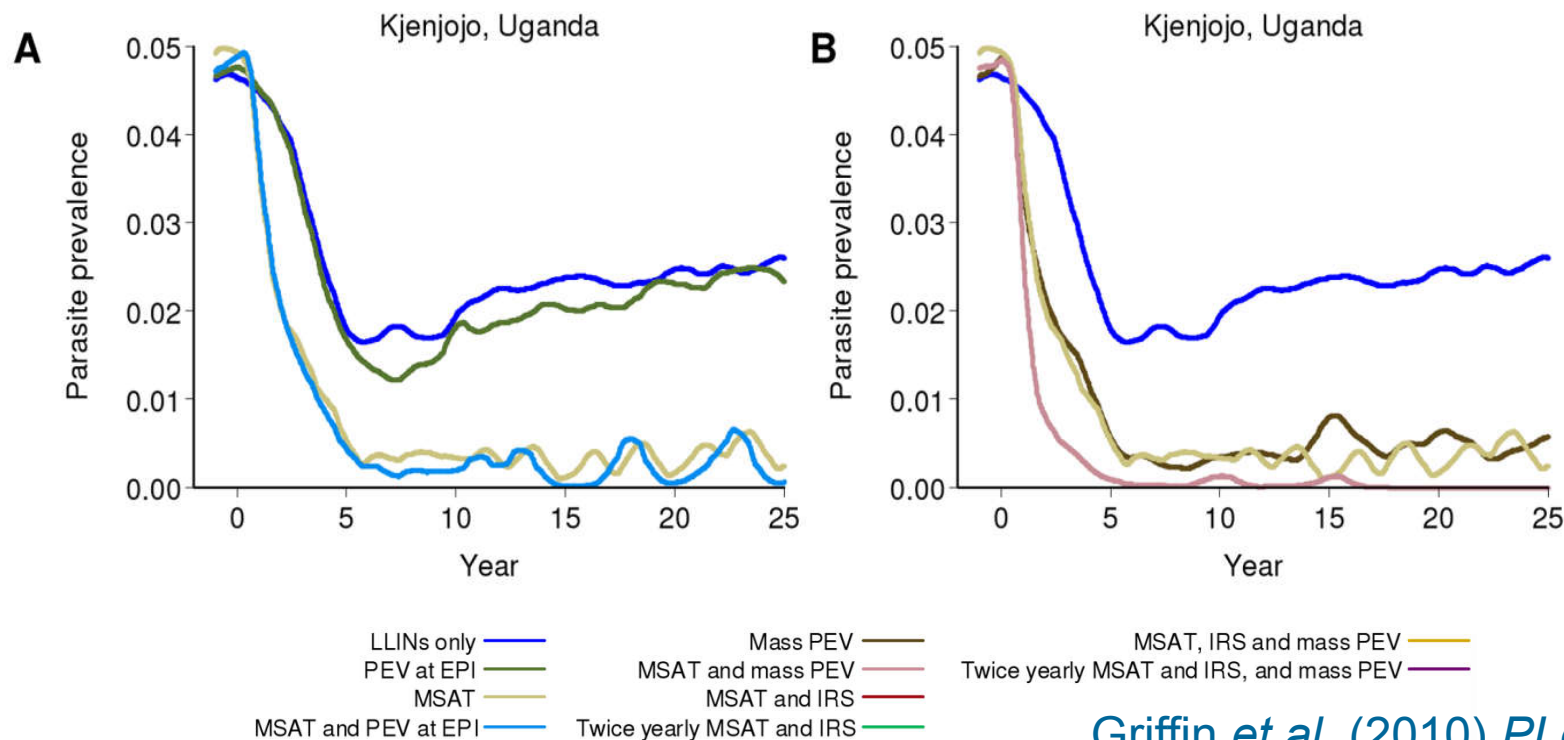 A
Kjenjojo, Uganda
Parasite prevalence
0.05
0.04
0.03
0.02
0.01
0.00
0 5 10 15 20 25
Year
B
Kjenjojo, Uganda
Parasite prevalence
0.05
0.04
0.03
0.02
0.01
0.00
0 5 10 15 20 25
Year
LLINs only
PEV at EPI
MSAT
MSAT and PEV at EPI
Mass PEV
MSAT and mass PEV
MSAT and IRS
Twice yearly MSAT and IRS
MSAT, IRS and mass PEV
Twice yearly MSAT and IRS, and mass PEV
Griffin et al. (2010)